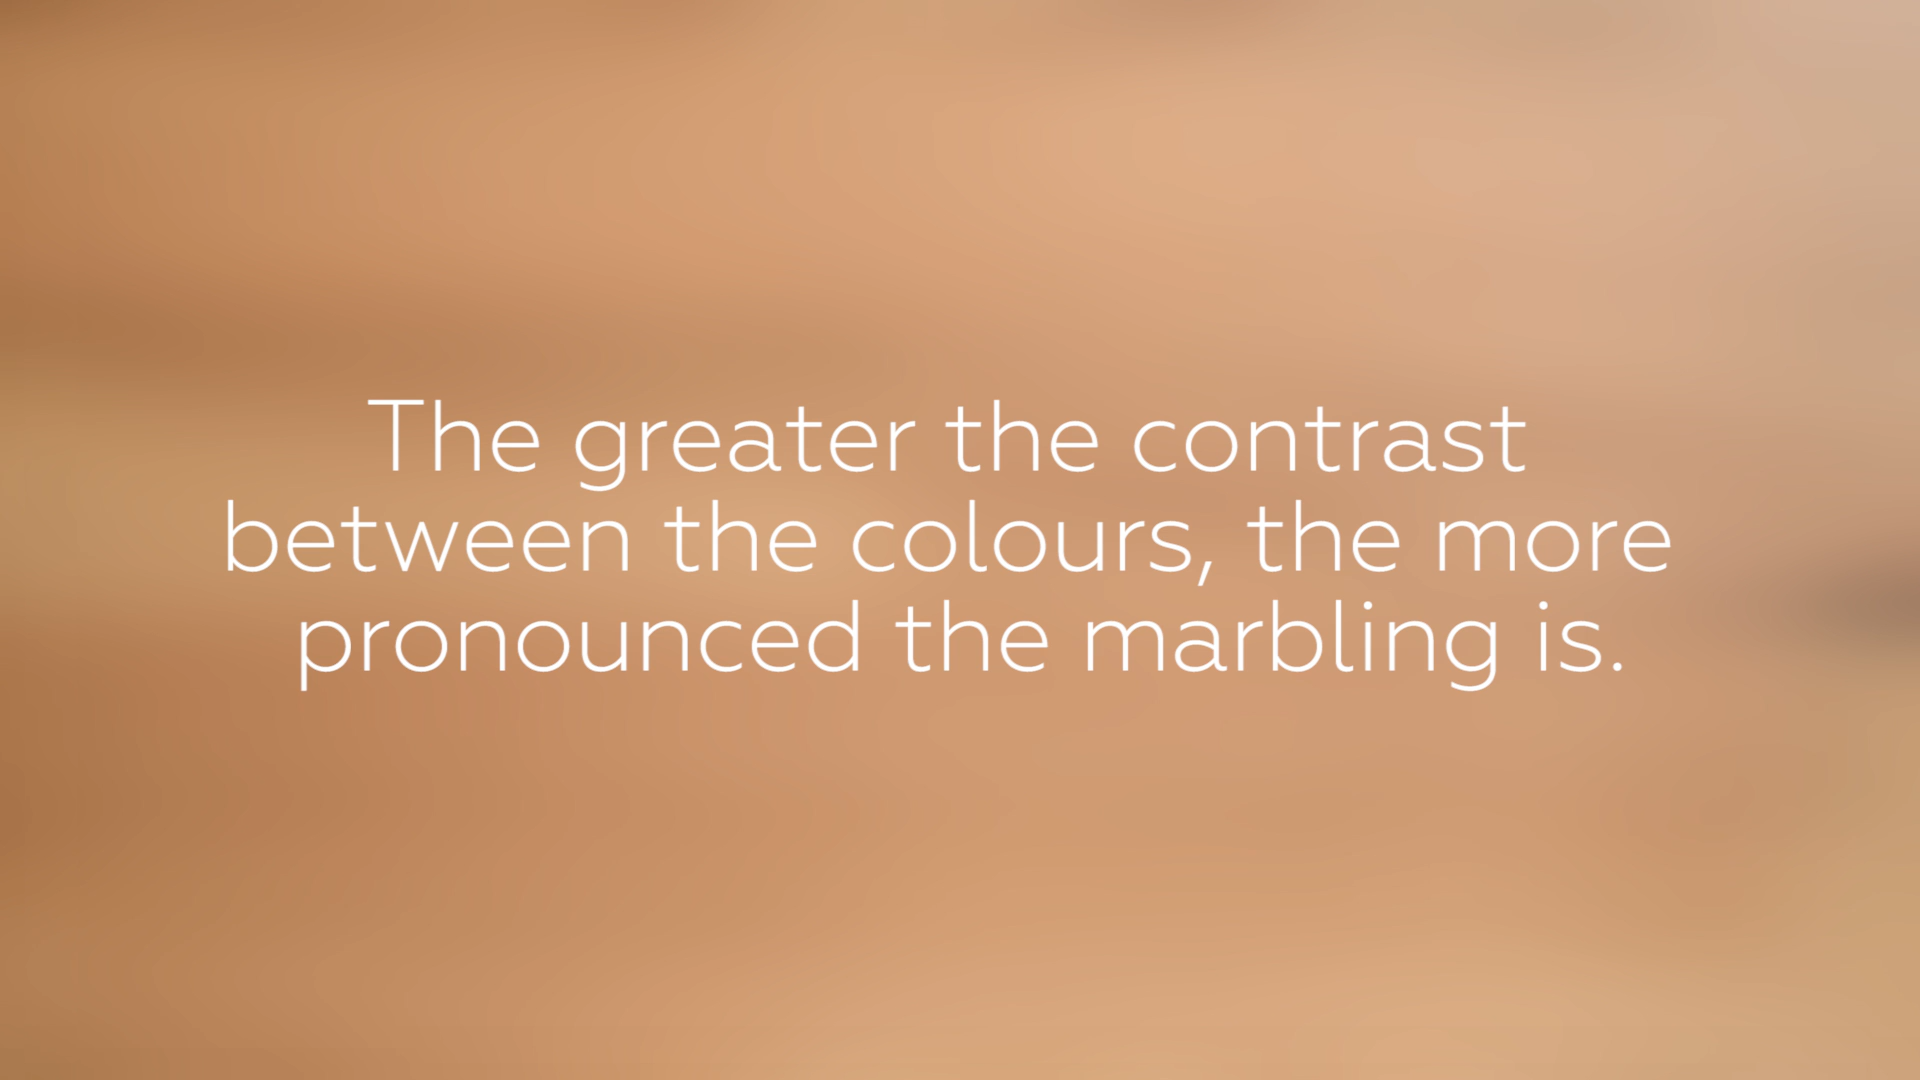 The greater the contrast
between the colours, the more
pronounced the marbling is.